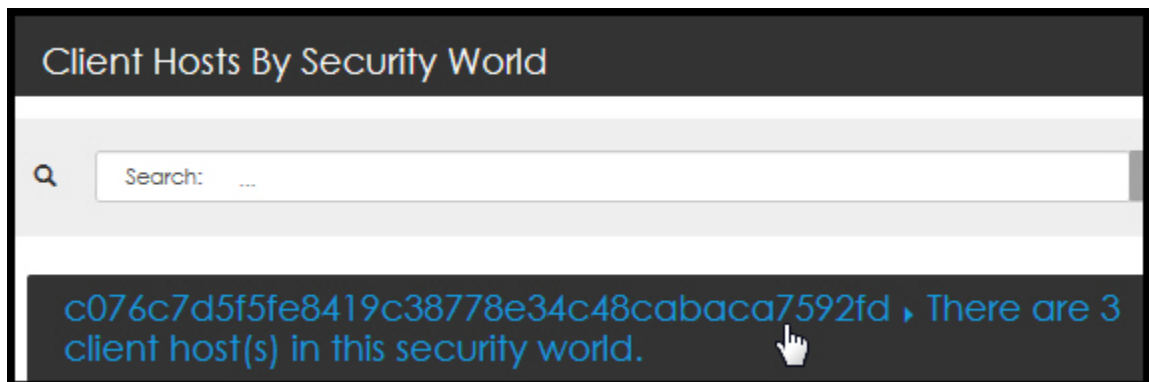 Client Hosts By Security World
Search: ...
c076c7d5f5fe8419c38778e34c48cabaca7592fd ▸ There are 3
client host(s) in this security world.